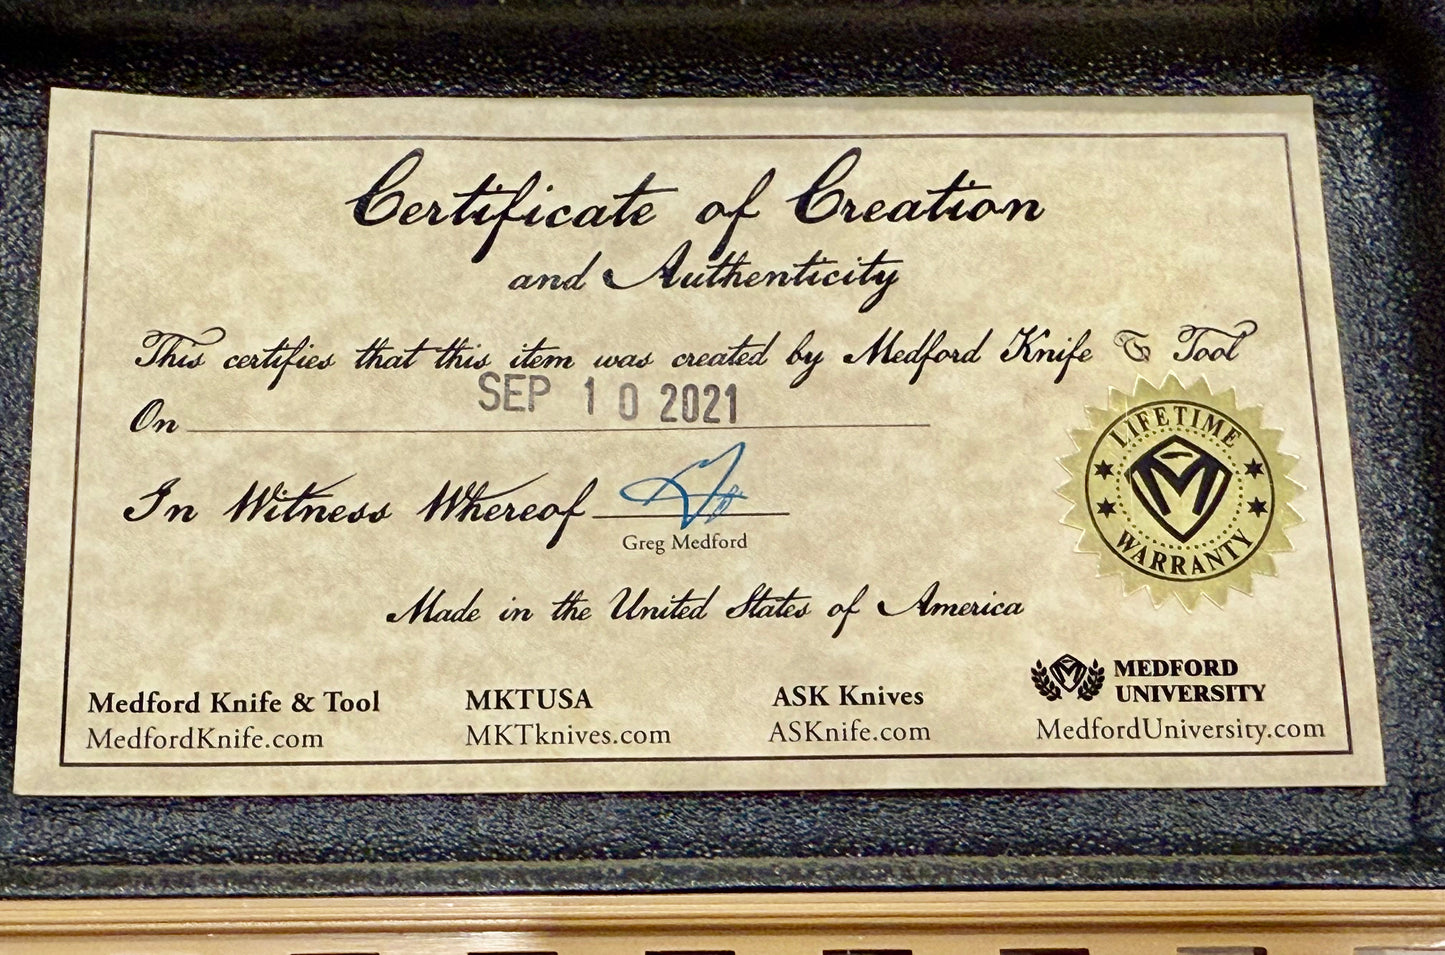 Certificate of Creation
and Authenticity
This certifies that this item was created by Medford Knife & Tool
On SEP 10 2021
In Witness Whereof
Greg Medford
LIFETIME
M
WARRANTY
Made in the United States of America
Medford Knife & Tool
MedfordKnife.com
MKTUSA
MKTknives.com
ASK Knives
ASKnife.com
MEDFORD
UNIVERSITY
MedfordUniversity.com